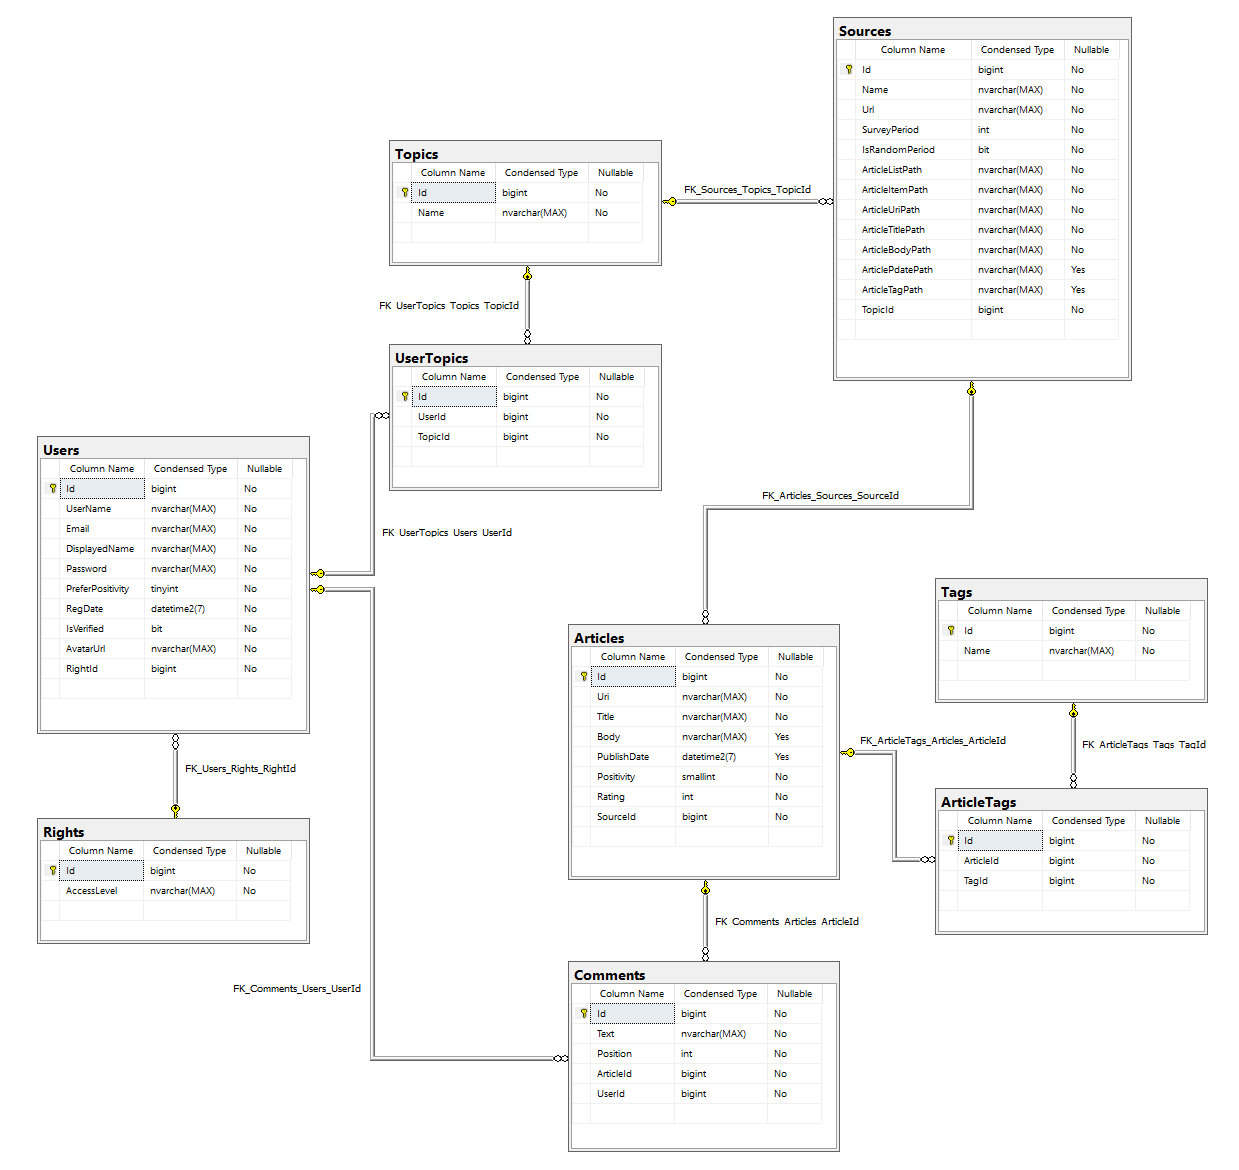 Sources
Column Name Condensed Type Nullable
Id bigint No
Name nvarchar(MAX) No
Url nvarchar(MAX) No
SurveyPeriod int No
IsRandomPeriod bit No
ArticleListPath nvarchar(MAX) No
ArticleItemPath nvarchar(MAX) No
ArticleUriPath nvarchar(MAX) No
ArticleTitlePath nvarchar(MAX) No
ArticleBodyPath nvarchar(MAX) No
ArticlePdatePath nvarchar(MAX) Yes
ArticleTagPath nvarchar(MAX) Yes
TopicId bigint No
Topics
Column Name Condensed Type Nullable
Id bigint No
Name nvarchar(MAX) No
FK_Sources_Topics_TopicId
FK_UserTopics_Topics_TopicId
UserTopics
Column Name Condensed Type Nullable
Id bigint No
UserId bigint No
TopicId bigint No
Users
Column Name Condensed Type Nullable
Id bigint No
UserName nvarchar(MAX) No
Email nvarchar(MAX) No
DisplayedName nvarchar(MAX) No
Password nvarchar(MAX) No
PreferPositivity tinyint No
RegDate datetime2(7) No
IsVerified bit No
AvatarUrl nvarchar(MAX) No
RightId bigint No
FK_UserTopics_Users_UserId
FK_Articles_Sources_SourceId
Articles
Column Name Condensed Type Nullable
Id bigint No
Uri nvarchar(MAX) No
Title nvarchar(MAX) No
Body nvarchar(MAX) Yes
PublishDate datetime2(7) Yes
Positivity smallint No
Rating int No
SourceId bigint No
Tags
Column Name Condensed Type Nullable
Id bigint No
Name nvarchar(MAX) No
FK_ArticleTags_Articles_ArticleId
FK_ArticleTags_Tags_TagId
ArticleTags
Column Name Condensed Type Nullable
Id bigint No
ArticleId bigint No
TagId bigint No
FK_Users_Rights_RightId
Rights
Column Name Condensed Type Nullable
Id bigint No
AccessLevel nvarchar(MAX) No
FK_Comments_Articles_ArticleId
FK_Comments_Users_UserId
Comments
Column Name Condensed Type Nullable
Id bigint No
Text nvarchar(MAX) No
Position int No
ArticleId bigint No
UserId bigint No